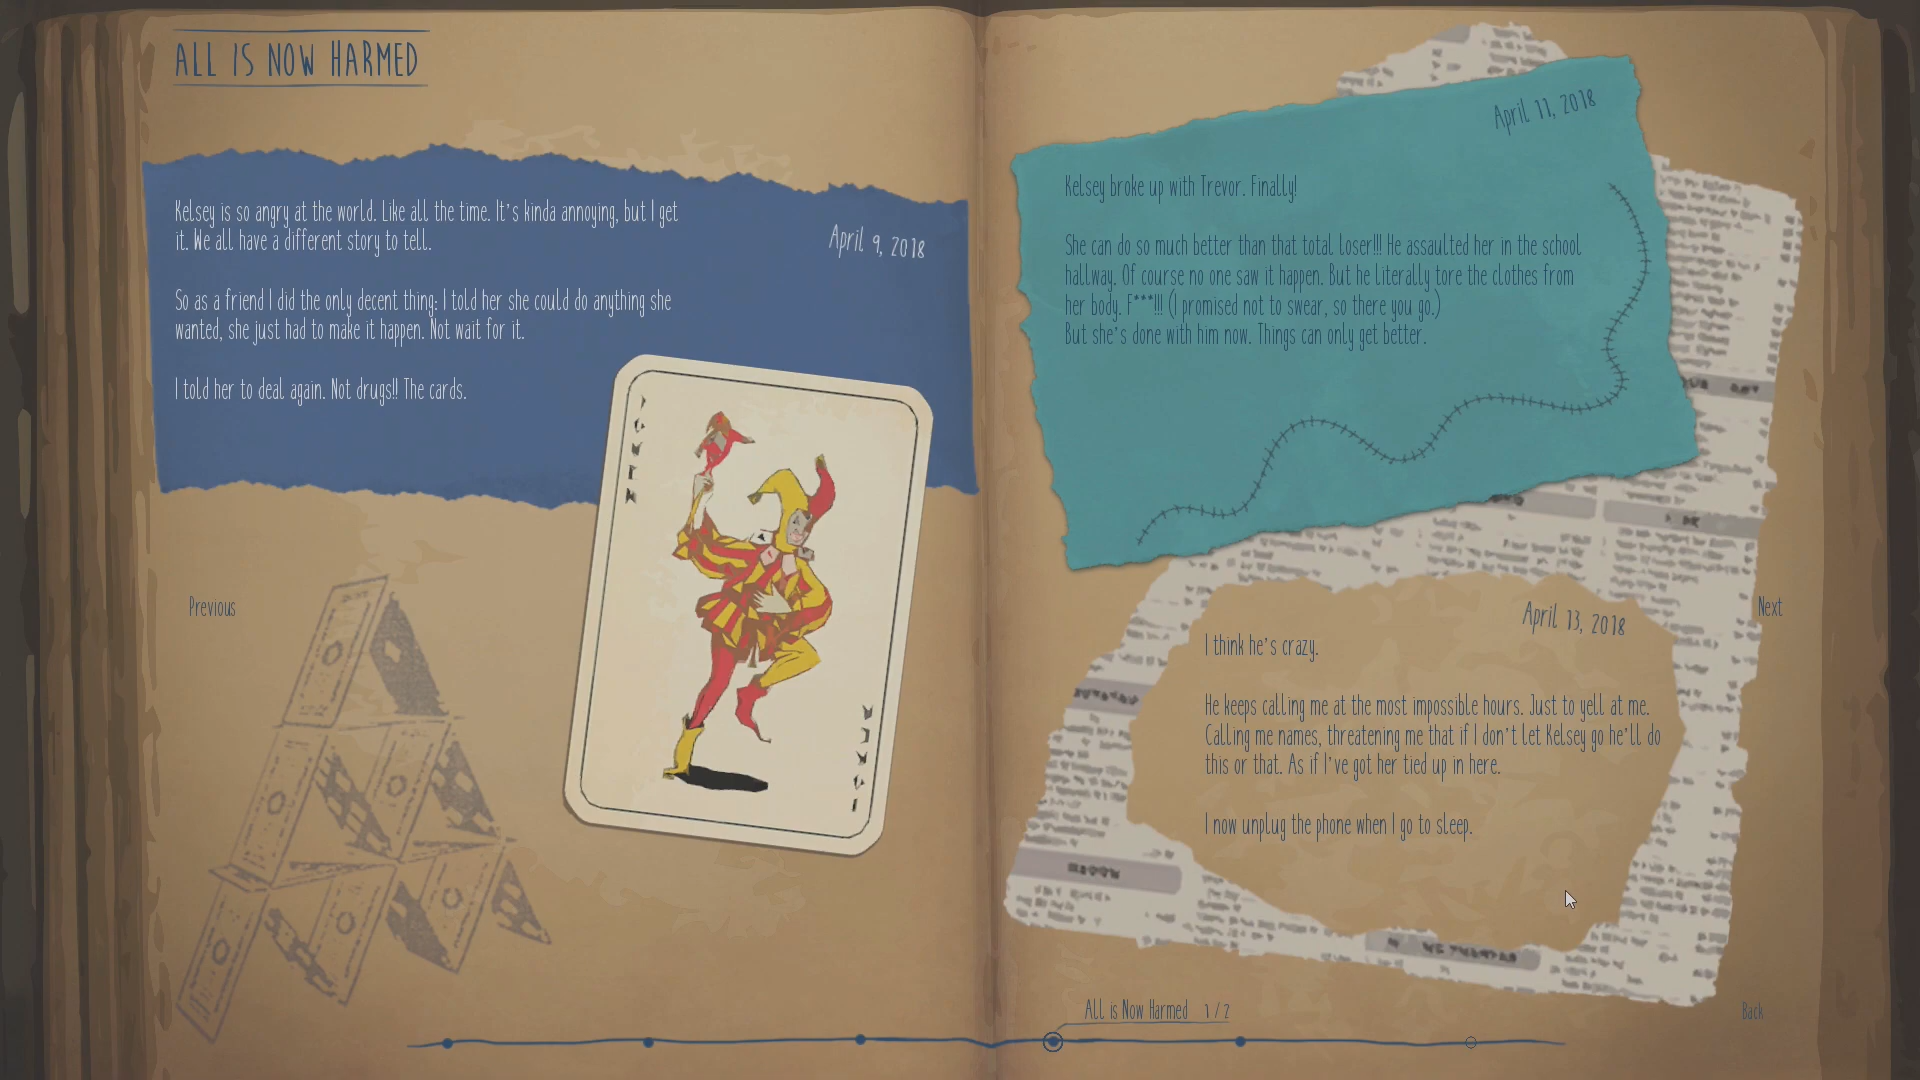 ALL IS NOW HARMED
April 9, 2018
Kelsey is so angry at the world. Like all the time. It's kinda annoying, but I get
it. We all have a different story to tell.
So as a friend I did the only decent thing: I told her she could do anything she
wanted, she just had to make it happen. Not wait for it.
I told her to deal again. Not drugs!! The cards.
Previous
April 11, 2018
Kelsey broke up with Trevor. Finally!
She can do so much better than that total loser!!! He assaulted her in the school
hallway. Of course no one saw it happen. But he literally tore the clothes from
her body. F***!!! (I promised not to swear, so there you go.)
But she's done with him now. Things can only get better.
April 13, 2018
I think he's crazy.
He keeps calling me at the most impossible hours. Just to yell at me.
Calling me names, threatening me that if I don't let Kelsey go he'll do
this or that. As if I've got her tied up in here.
I now unplug the phone when I go to sleep.
Next
All is Now Harmed 1 / 2
Back